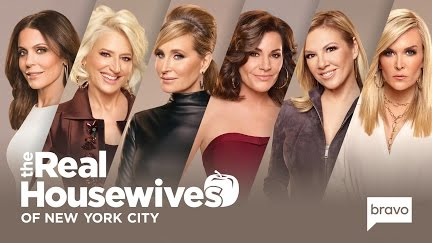 the Real
Housewives
OF NEW YORK CITY
bravo